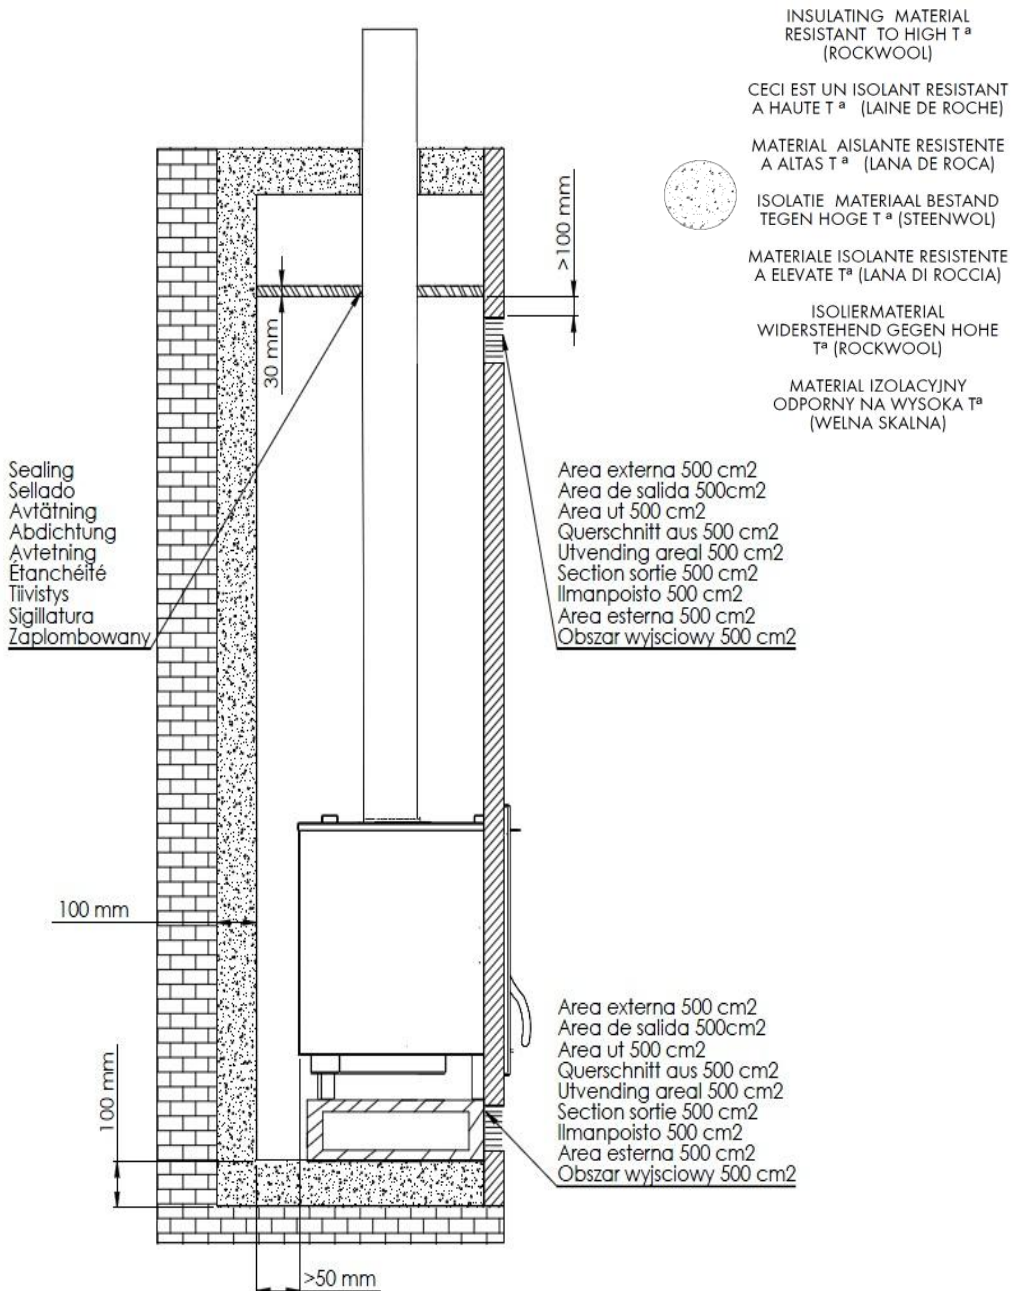 INSULATING MATERIAL
RESISTANT TO HIGH Tª
(ROCKWOOL)
CECI EST UN ISOLANT RESISTANT
A HAUTE Tª (LAINE DE ROCHE)
MATERIAL AISLANTE RESISTENTE
A ALTAS Tª (LANA DE ROCA)
ISOLATIE MATERIAAL BESTAND
TEGEN HOGE Tª (STEENWOL)
MATERIALE ISOLANTE RESISTENTE
A ELEVATE Tª (LANA DI ROCCIA)
ISOLIERMATERIAL
WIDERSTEHEND GEGEN HOHE
Tª (ROCKWOOL)
MATERIAL IZOLACYJNY
ODPORNY NA WYSOKA Tª
(WELNA SKALNA)
>100 mm
30 mm
Sealing
Sellado
Avtätning
Abdichtung
Avtetning
Étanchéité
Tiivistys
Sigillatura
Zaplombowany
Area externa 500 cm2
Area de salida 500cm2
Area ut 500 cm2
Querschnitt aus 500 cm2
Utvending areal 500 cm2
Section sortie 500 cm2
Ilmanpoisto 500 cm2
Area esterna 500 cm2
Obszar wyjsciowy 500 cm2
100 mm
100 mm
Area externa 500 cm2
Area de salida 500cm2
Area ut 500 cm2
Querschnitt aus 500 cm2
Utvending areal 500 cm2
Section sortie 500 cm2
Ilmanpoisto 500 cm2
Area esterna 500 cm2
Obszar wyjsciowy 500 cm2
>50 mm